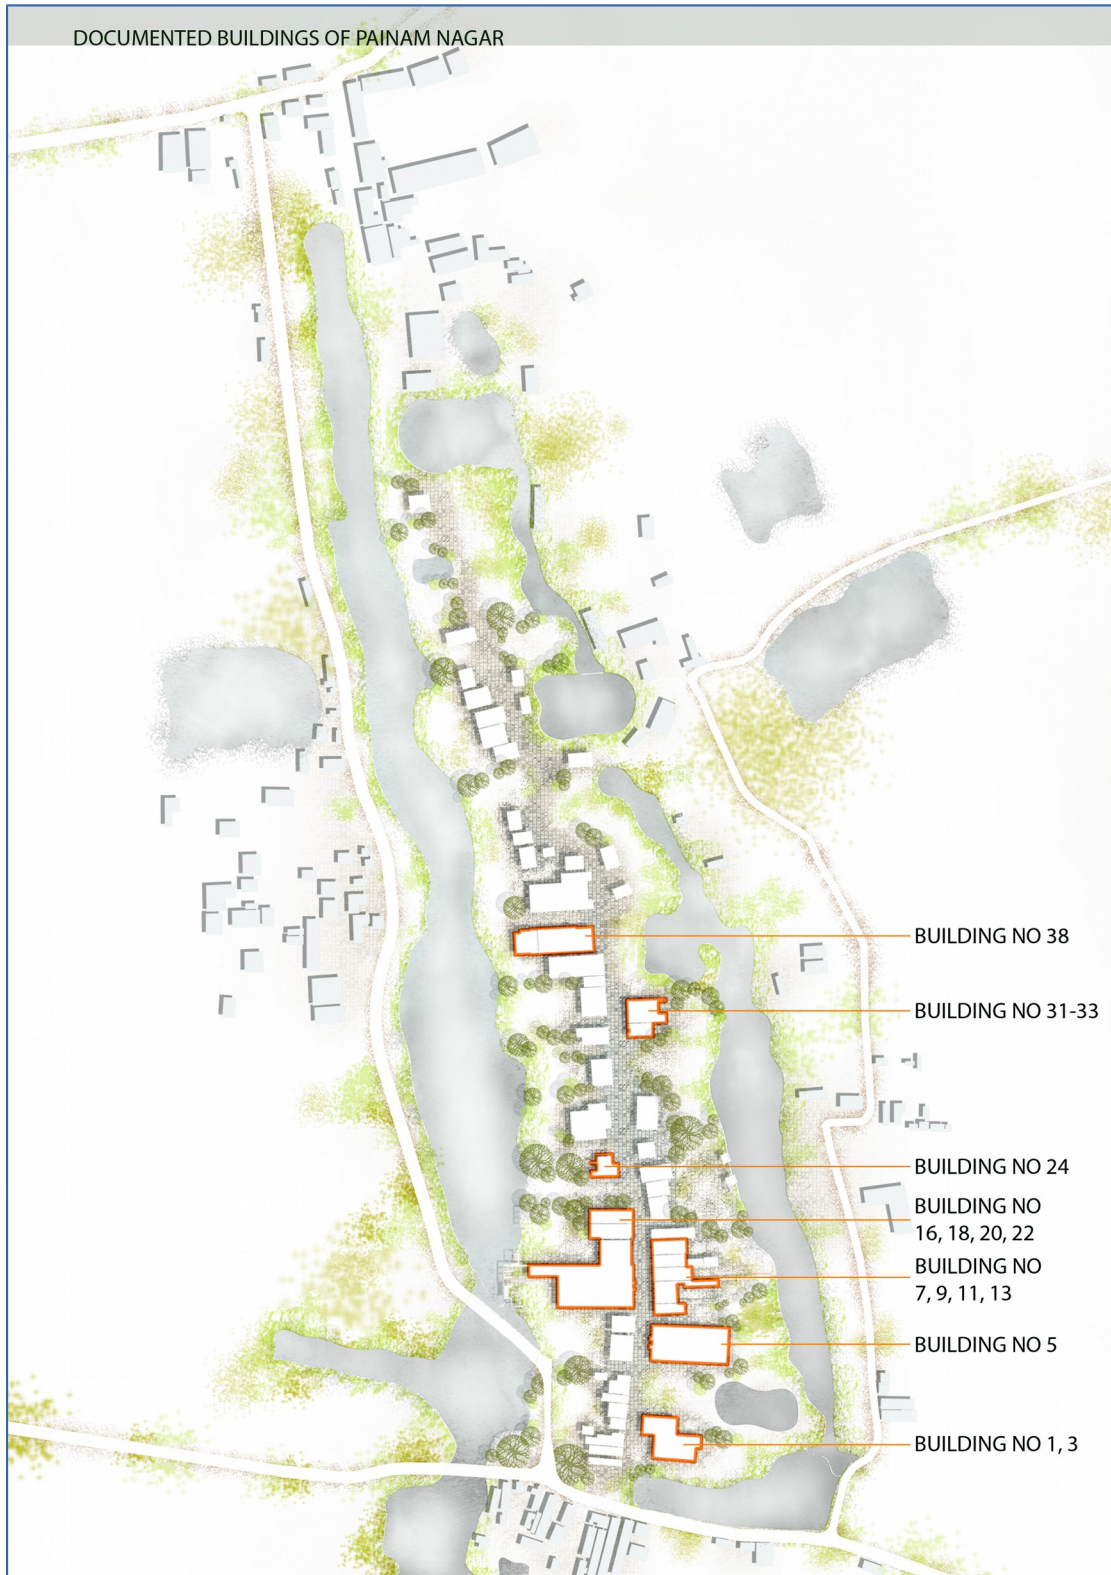 DOCUMENTED BUILDINGS OF PAINAM NAGAR
BUILDING NO 38
BUILDING NO 31-33
BUILDING NO 24
BUILDING NO
16, 18, 20, 22
BUILDING NO
7, 9, 11, 13
BUILDING NO 5
BUILDING NO 1, 3